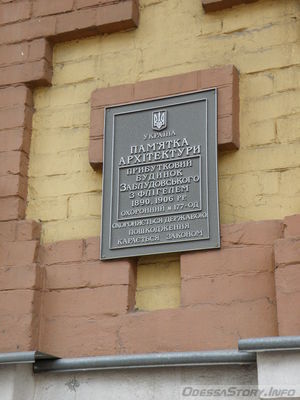 УКРАЇНА
ПАМ'ЯТКА
АРХІТЕКТУРИ
ПРИБУТКОВИЙ
БУДИНОК
ЗАБЛУДОВСЬКОГО
З ФЛІГЕЛЕМ
1890, 1906 РР.
ОХОРОННИЙ № 177-ОД
ОХОРОНЯЄТЬСЯ ДЕРЖАВОЮ
ПОШКОДЖЕННЯ
КАРАЄТЬСЯ ЗАКОНОМ
OdessaStory.info